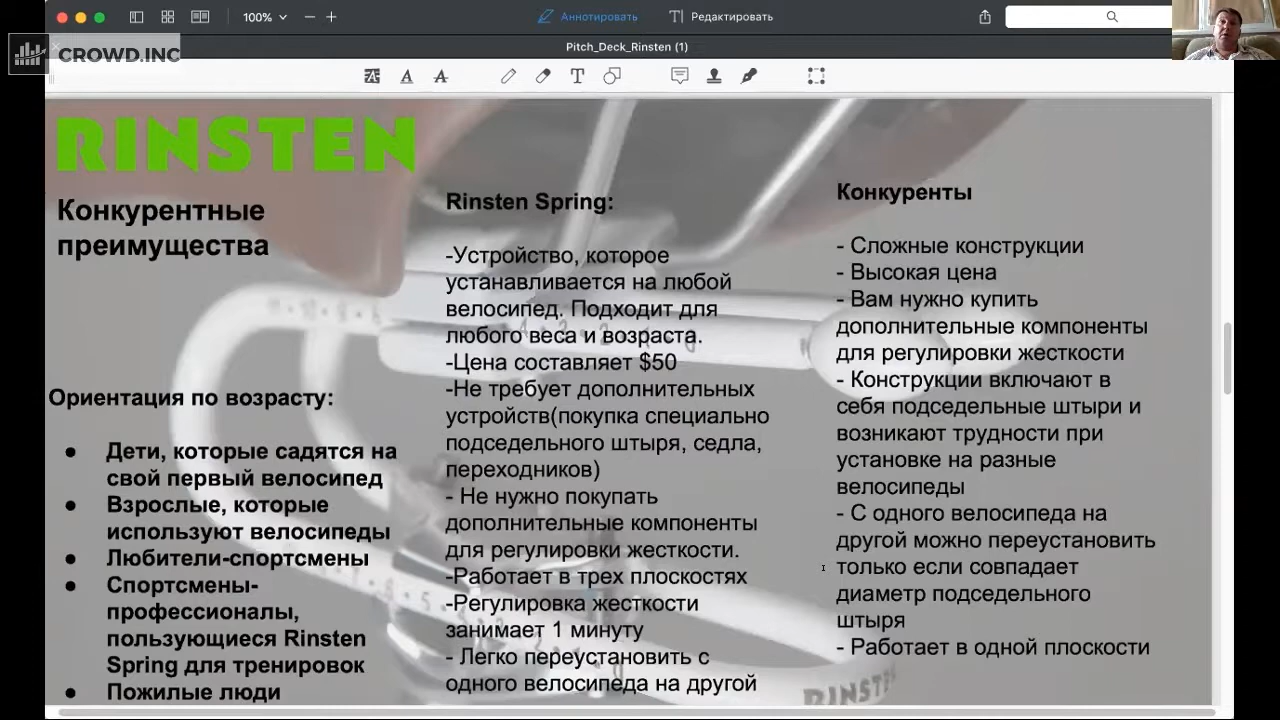 100%
Аннотировать
Редактировать
CROWD.INC
Pitch_Deck_Rinsten (1)
RINSTEN
Конкурентные
преимущества
Ориентация по возрасту:
● Дети, которые садятся на
свой первый велосипед
● Взрослые, которые
используют велосипеды
● Любители-спортсмены
● Спортсмены-
профессионалы,
пользующиеся Rinsten
Spring для тренировок
● Пожилые люди
Rinsten Spring:
-Устройство, которое
устанавливается на любой
велосипед. Подходит для
любого веса и возраста.
-Цена составляет $50
-Не требует дополнительных
устройств(покупка специально
подседельного штыря, седла,
переходников)
- Не нужно покупать
дополнительные компоненты
для регулировки жесткости.
-Работает в трех плоскостях
-Регулировка жесткости
занимает 1 минуту
- Легко переустановить с
одного велосипеда на другой
Конкуренты
- Сложные конструкции
- Высокая цена
- Вам нужно купить
дополнительные компоненты
для регулировки жесткости
- Конструкции включают в
себя подседельные штыри и
возникают трудности при
установке на разные
велосипеды
- С одного велосипеда на
другой можно переустановить
только если совпадает
диаметр подседельного
штыря
- Работает в одной плоскости
RINSTEN